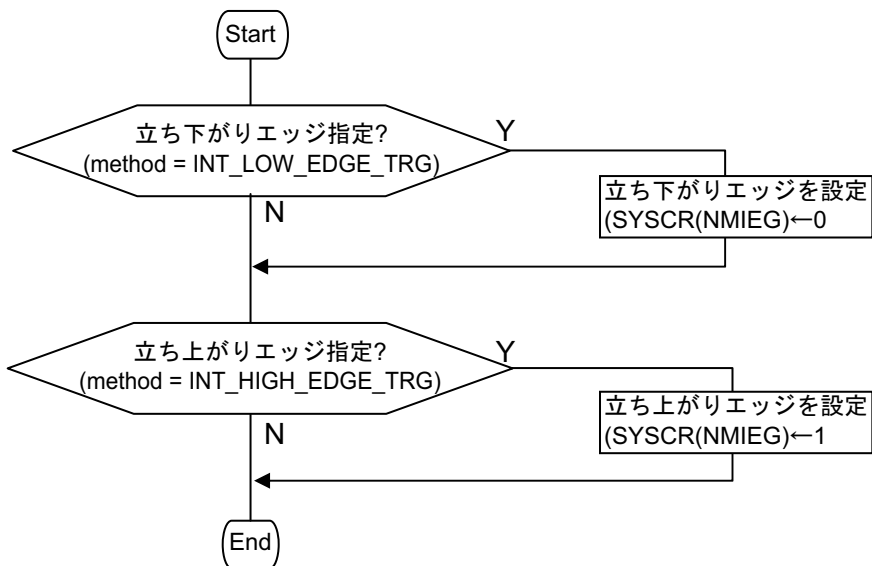 Start
立ち下がりエッジ指定?
(method = INT_LOW_EDGE_TRG)
Y
立ち下がりエッジを設定
(SYSCR(NMIEG)←0
N
立ち上がりエッジ指定?
(method = INT_HIGH_EDGE_TRG)
Y
立ち上がりエッジを設定
(SYSCR(NMIEG)←1
N
End